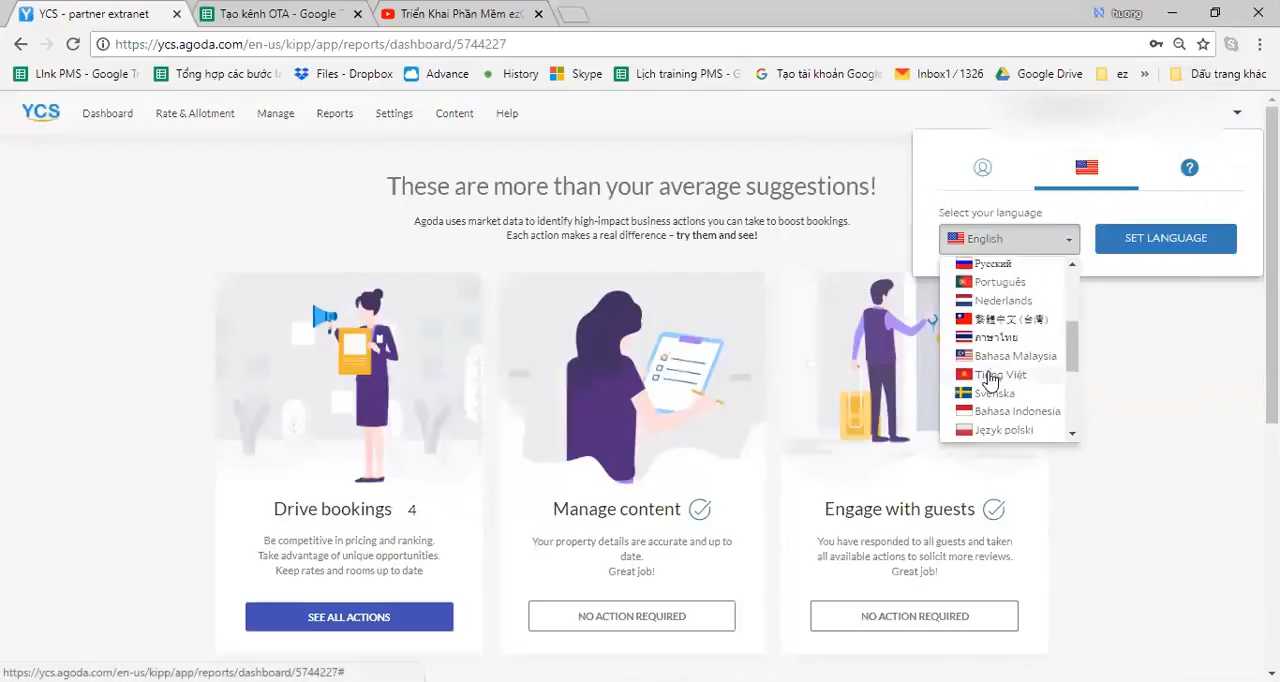 YCS - partner extranet
Tạo kênh OTA - Google T
Triển Khai Phần Mềm ezC
huong
https://ycs.agoda.com/en-us/kipp/app/reports/dashboard/5744227
LInk PMS - Google Tr
Tổng hợp các bước l
Files - Dropbox
Advance
History
Skype
Lịch training PMS - G
Tạo tài khoản Google
Inbox1/1326
Google Drive
ez
»
Dấu trang khác
YCS
Dashboard
Rate & Allotment
Manage
Reports
Settings
Content
Help
?
Select your language
English
SET LANGUAGE
Русский
Português
Nederlands
繁體中文 (台灣)
ภาษาไทย
Bahasa Malaysia
Tiếng Việt
Svenska
Bahasa Indonesia
Język polski
These are more than your average suggestions!
Agoda uses market data to identify high-impact business actions you can take to boost bookings.
Each action makes a real difference – try them and see!
Drive bookings 4
Be competitive in pricing and ranking.
Take advantage of unique opportunities.
Keep rates and rooms up to date
SEE ALL ACTIONS
Manage content
Your property details are accurate and up to
date.
Great job!
NO ACTION REQUIRED
Engage with guests
You have responded to all guests and taken
all available actions to solicit more reviews.
Great job!
NO ACTION REQUIRED
https://ycs.agoda.com/en-us/kipp/app/reports/dashboard/5744227#